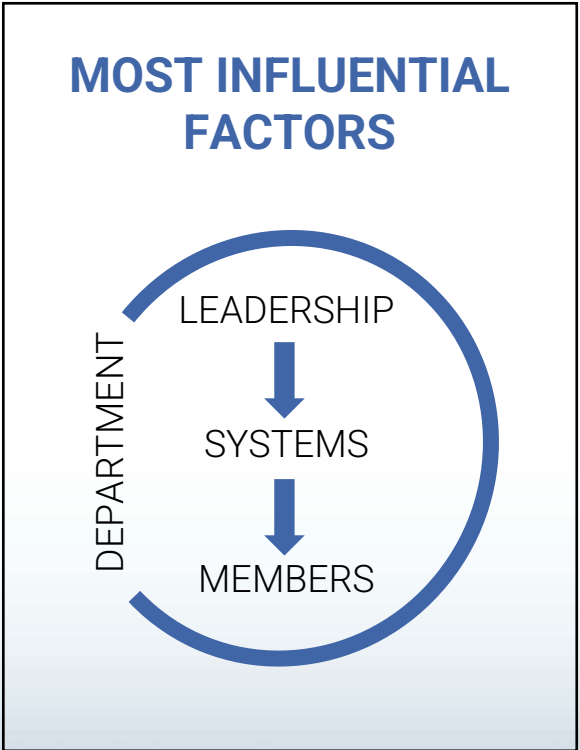 MOST INFLUENTIAL
FACTORS
LEADERSHIP
DEPARTMENT
SYSTEMS
MEMBERS